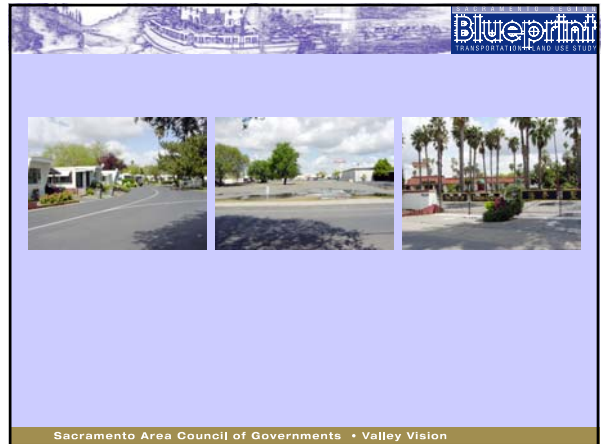 SACRAMENTO REGION
Blueprint
TRANSPORTATION • LAND USE STUDY
Sacramento Area Council of Governments • Valley Vision